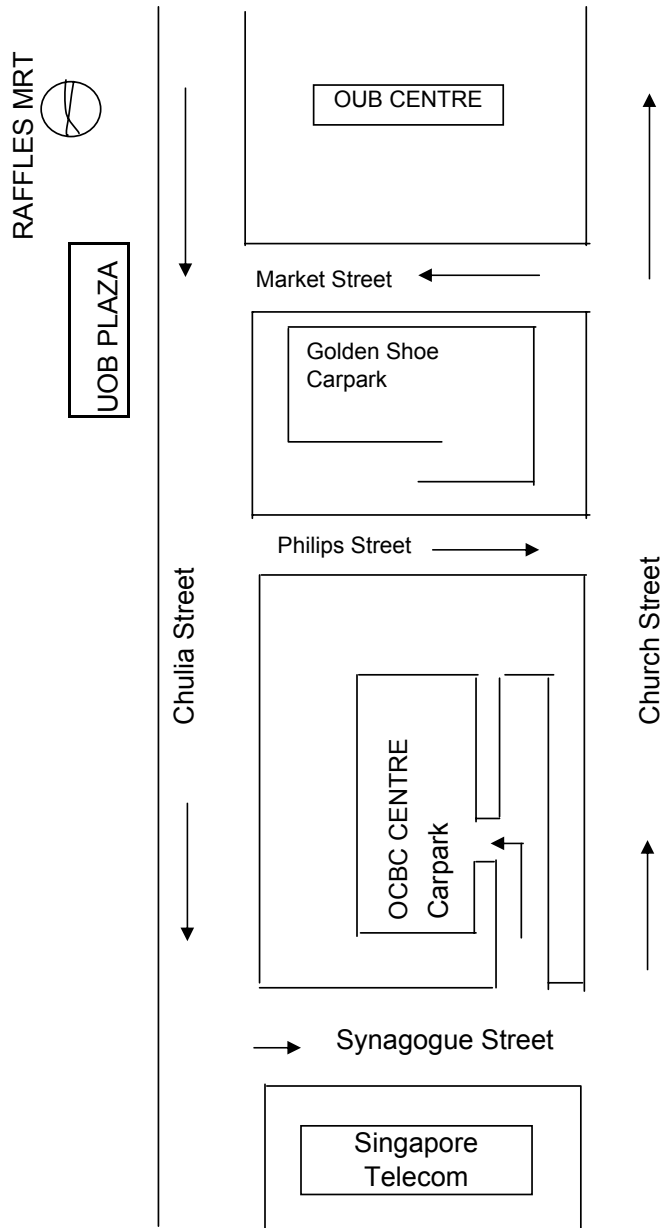 RAFFLES MRT
OUB CENTRE
UOB PLAZA
Market Street
Golden Shoe
Carpark
Philips Street
Chulia Street
Church Street
OCBC CENTRE
Carpark
Synagogue Street
Singapore
Telecom